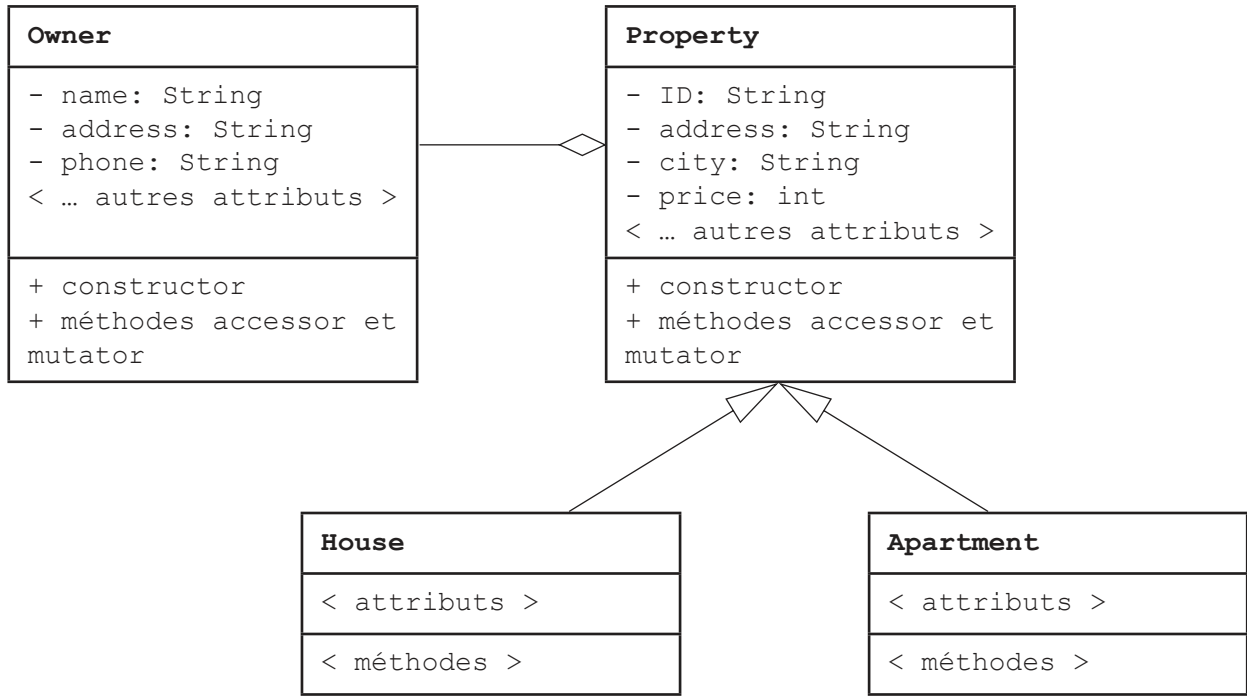 Owner
- name: String
- address: String
- phone: String
< … autres attributs >
+ constructor
+ méthodes accessor et
mutator
Property
- ID: String
- address: String
- city: String
- price: int
< … autres attributs >
+ constructor
+ méthodes accessor et
mutator
House
< attributs >
< méthodes >
Apartment
< attributs >
< méthodes >